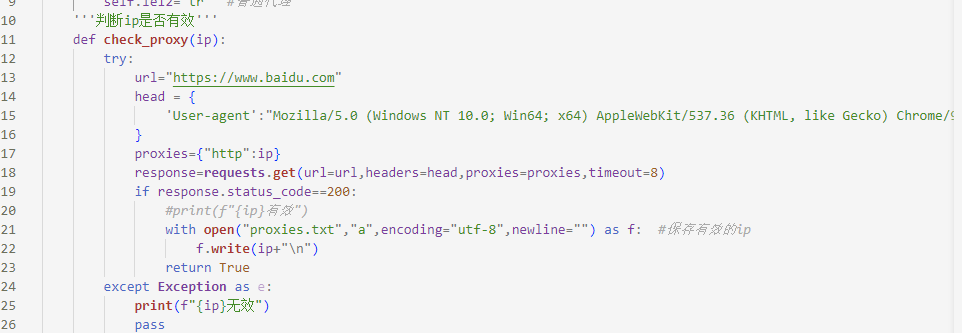 9 self.lei2='tr' #普通代理
10 '''判断ip是否有效'''
11 def check_proxy(ip):
12 try:
13 url="https://www.baidu.com"
14 head = {
15 'User-agent':"Mozilla/5.0 (Windows NT 10.0; Win64; x64) AppleWebKit/537.36 (KHTML, like Gecko) Chrome/9
16 }
17 proxies={"http":ip}
18 response=requests.get(url=url,headers=head,proxies=proxies,timeout=8)
19 if response.status_code==200:
20 #print(f"{ip}有效")
21 with open("proxies.txt","a",encoding="utf-8",newline="") as f: #保存有效的ip
22 f.write(ip+"\n")
23 return True
24 except Exception as e:
25 print(f"{ip}无效")
26 pass